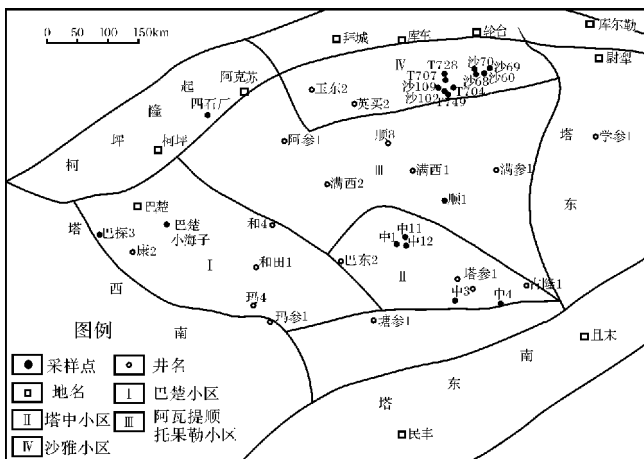 0 50 100 150km
拜城
库车
轮台
库尔勒
尉犁
Ⅳ
T728
沙70
沙69
T707
沙68
沙60
沙109
T704
沙102
T749
玉东2
英买2
阿克苏
四石厂
柯坪隆起
柯坪
阿参1
顺8
Ⅲ
满西2
满西1
满参1
顺1
塔东
学参1
塔西南
巴楚
巴楚
小海子
巴探3
康2
Ⅰ
和4
和田1
玛4
玛参1
中11
中1
中12
巴东2
Ⅱ
塔参1
中3
中4
古隆1
塘参1
塔东南
且末
民丰
图例
采样点
井名
地名
Ⅰ 巴楚小区
Ⅱ 塔中小区
Ⅲ 阿瓦提顺
托果勒小区
Ⅳ 沙雅小区